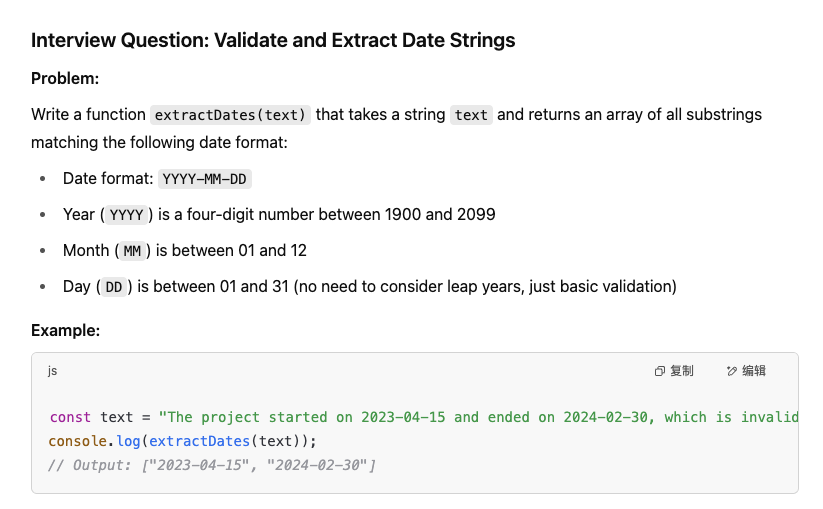 Interview Question: Validate and Extract Date Strings
Problem:
Write a function extractDates(text) that takes a string text and returns an array of all substrings
matching the following date format:
• Date format: YYYY-MM-DD
• Year (YYYY) is a four-digit number between 1900 and 2099
• Month (MM) is between 01 and 12
• Day (DD) is between 01 and 31 (no need to consider leap years, just basic validation)
Example:
js 复制 编辑
const text = "The project started on 2023-04-15 and ended on 2024-02-30, which is invalid
console.log(extractDates(text));
// Output: ["2023-04-15", "2024-02-30"]